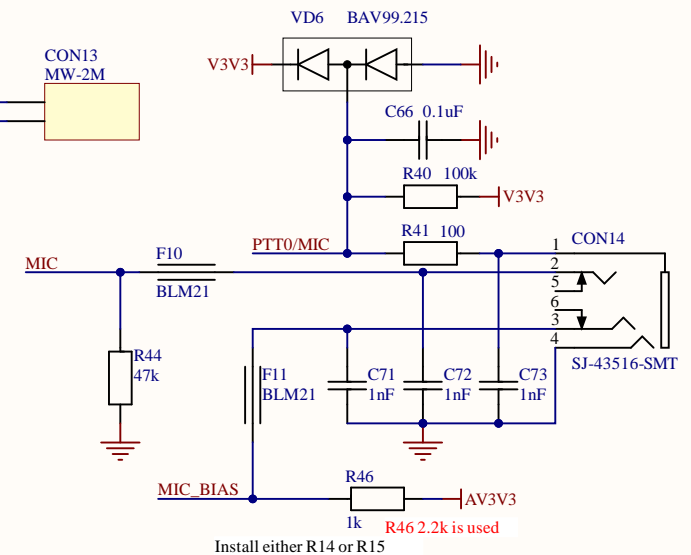 VD6 BAV99.215
CON13
MW-2M
V3V3
C66 0.1uF
R40 100k
V3V3
R41 100
PTT0/MIC
1
CON14
MIC
F10
2
BLM21
5
6
3
4
SJ-43516-SMT
R44
47k
F11
BLM21
C71
1nF
C72
1nF
C73
1nF
R46
MIC_BIAS
AV3V3
1k
R46 2.2k is used
Install either R14 or R15